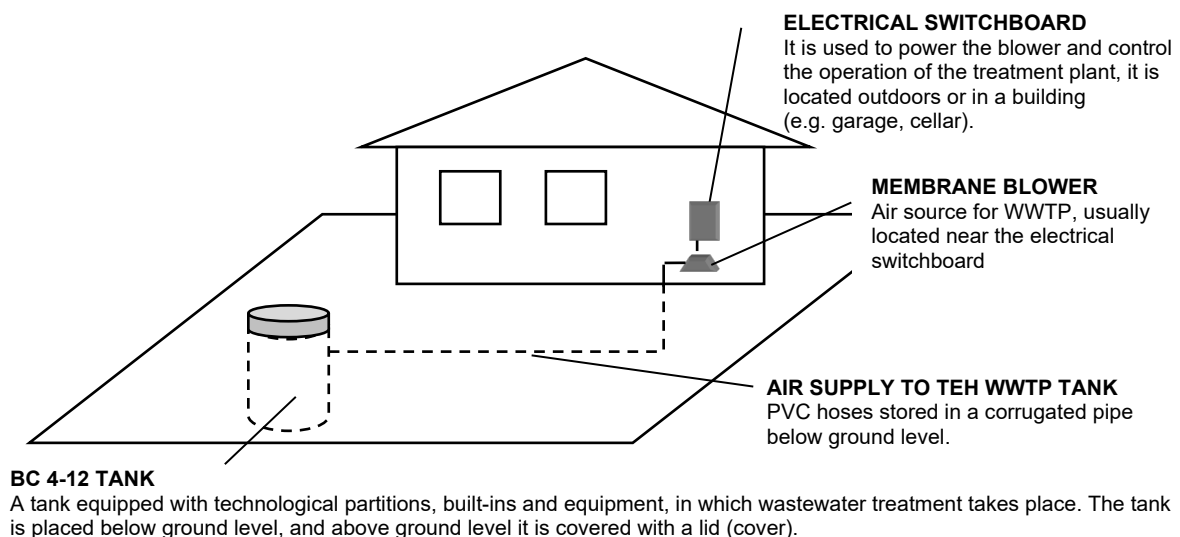 ELECTRICAL SWITCHBOARD
It is used to power the blower and control
the operation of the treatment plant, it is
located outdoors or in a building
(e.g. garage, cellar).
MEMBRANE BLOWER
Air source for WWTP, usually
located near the electrical
switchboard
AIR SUPPLY TO TEH WWTP TANK
PVC hoses stored in a corrugated pipe
below ground level.
BC 4-12 TANK
A tank equipped with technological partitions, built-ins and equipment, in which wastewater treatment takes place. The tank
is placed below ground level, and above ground level it is covered with a lid (cover).